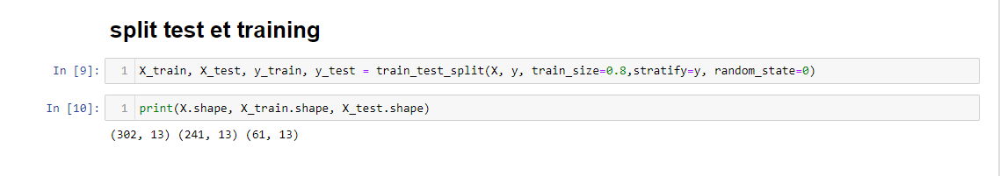 split test et training
In [9]: 1 X_train, X_test, y_train, y_test = train_test_split(X, y, train_size=0.8,stratify=y, random_state=0)
In [10]: 1 print(X.shape, X_train.shape, X_test.shape)
(302, 13) (241, 13) (61, 13)